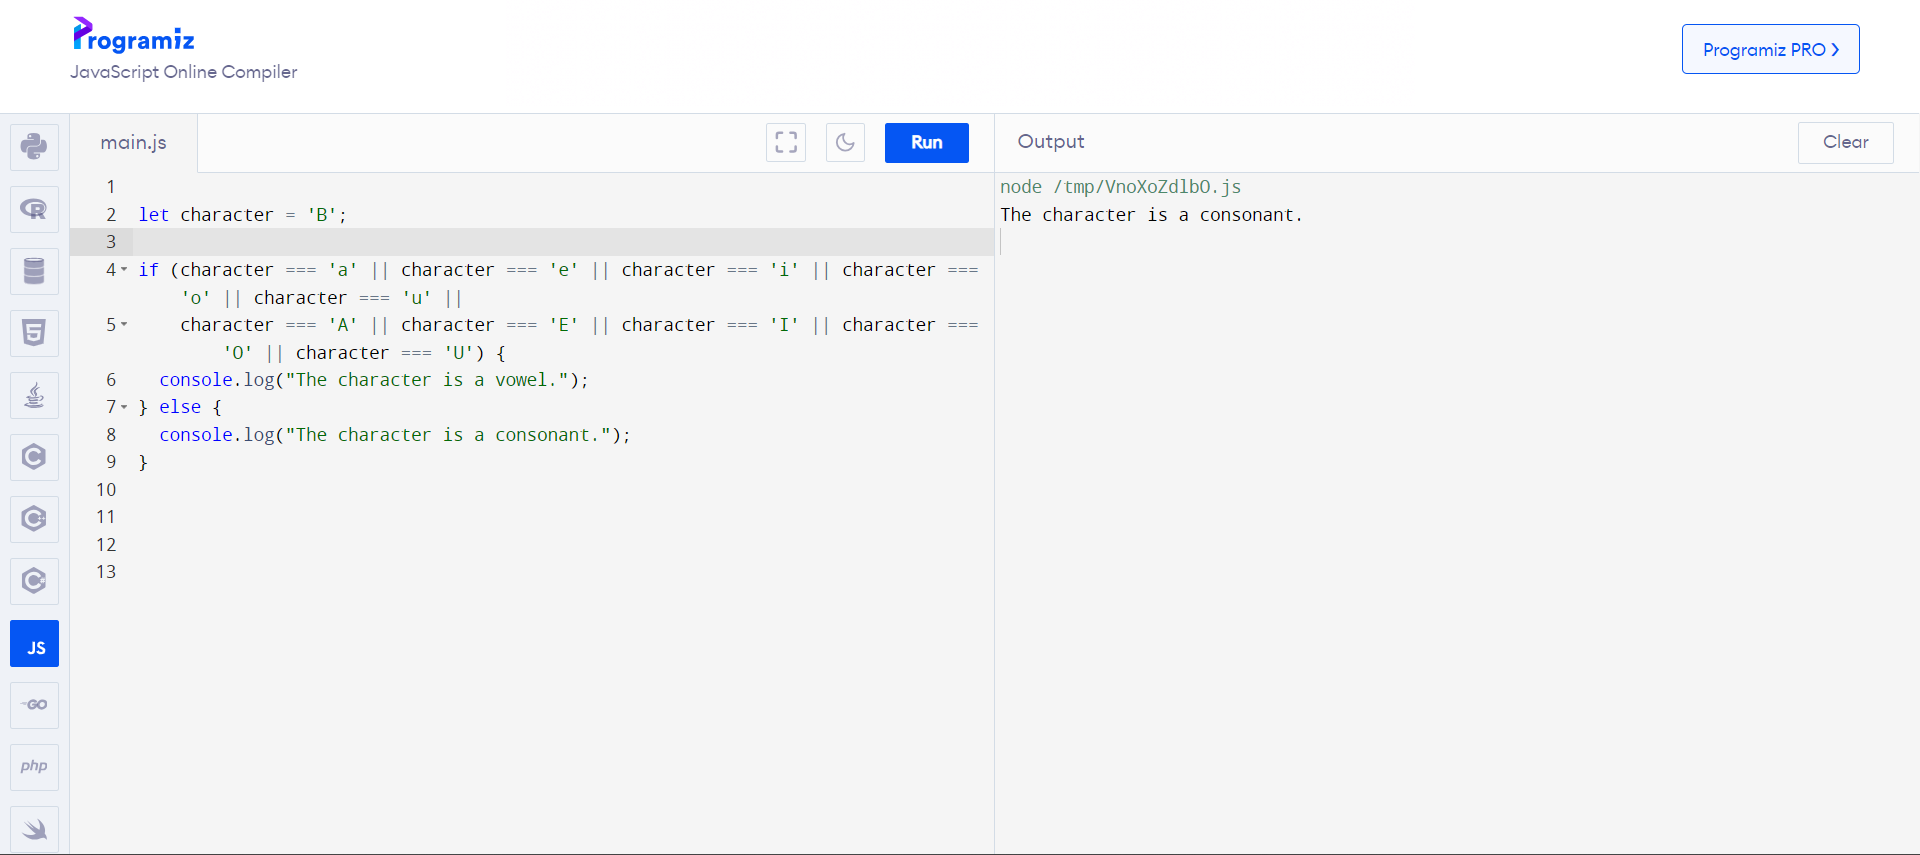 Programiz
JavaScript Online Compiler
Programiz PRO ❯
main.js
Run
Output
Clear
1
2 let character = 'B';
3
4 if (character === 'a' || character === 'e' || character === 'i' || character ===
'o' || character === 'u' ||
5 character === 'A' || character === 'E' || character === 'I' || character ===
'O' || character === 'U') {
6 console.log("The character is a vowel.");
7 } else {
8 console.log("The character is a consonant.");
9 }
10
11
12
13
node /tmp/VnoXoZdlbO.js
The character is a consonant.
R
5
C
C+
C#
JS
GO
php